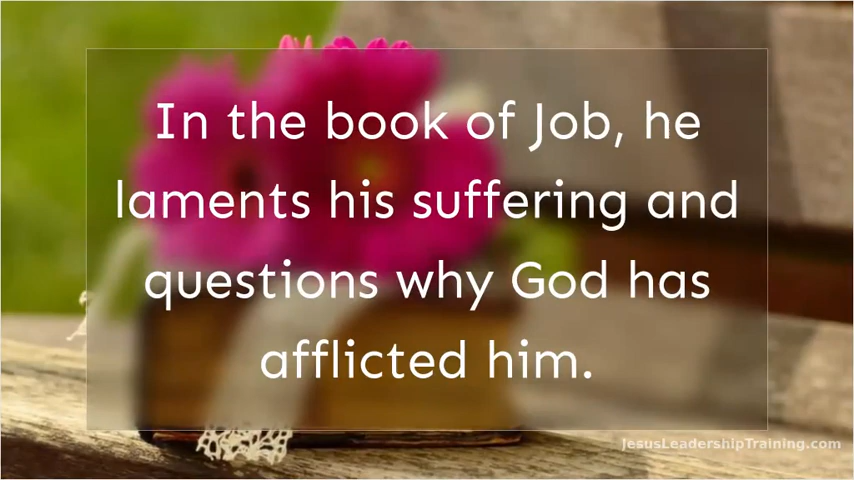 In the book of Job, he
laments his suffering and
questions why God has
afflicted him.
JesusLeadershipTraining.com